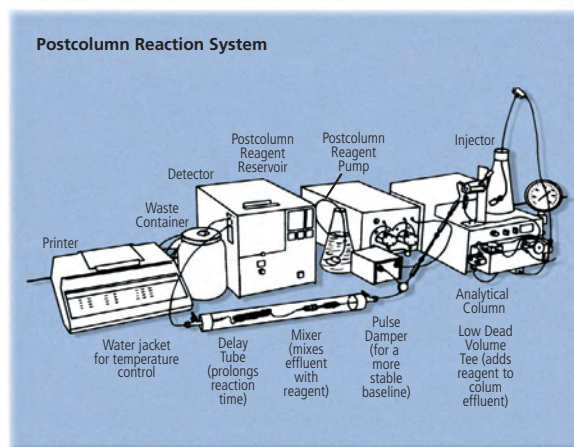 Postcolumn Reaction System
Postcolumn
Reagent
Reservoir
Postcolumn
Reagent
Pump
Injector
Detector
Waste
Container
Printer
Water jacket
for temperature
control
Delay
Tube
(prolongs
reaction
time)
Mixer
(mixes
effluent
with
reagent)
Pulse
Damper
(for a
more
stable
baseline)
Analytical
Column
Low Dead
Volume
Tee (adds
reagent to
colum
effluent)